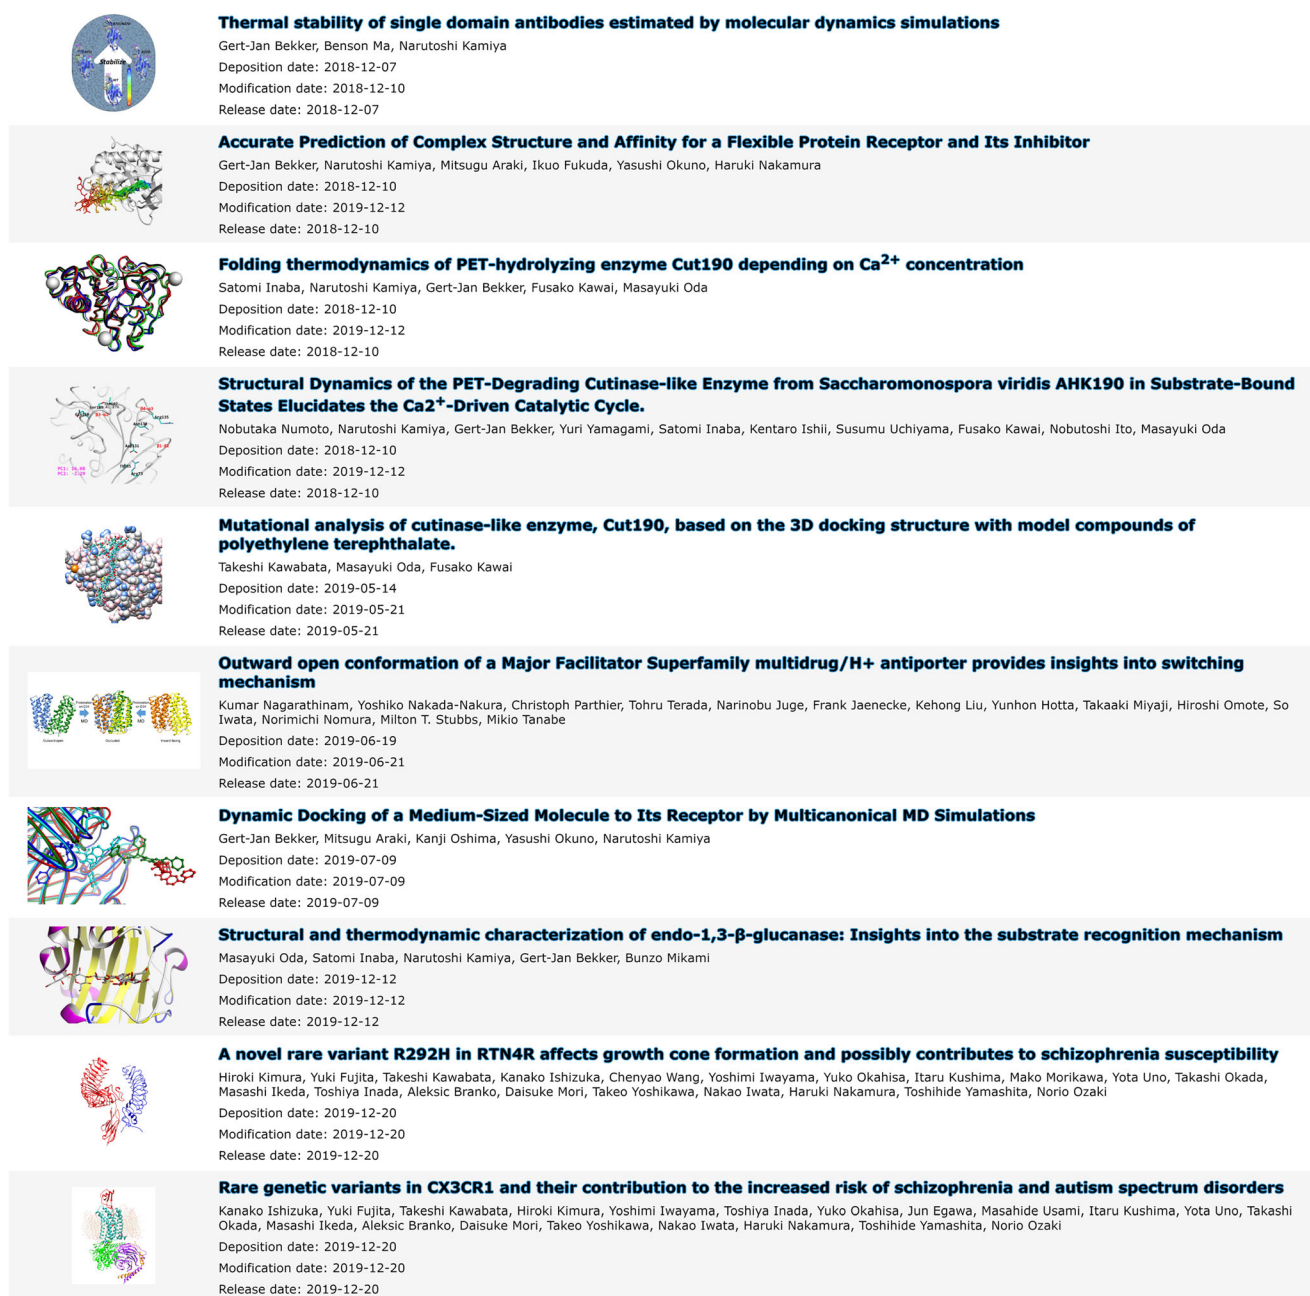 Stabilize
Thermal stability of single domain antibodies estimated by molecular dynamics simulations
Gert-Jan Bekker, Benson Ma, Narutoshi Kamiya
Deposition date: 2018-12-07
Modification date: 2018-12-10
Release date: 2018-12-07
Accurate Prediction of Complex Structure and Affinity for a Flexible Protein Receptor and Its Inhibitor
Gert-Jan Bekker, Narutoshi Kamiya, Mitsugu Araki, Ikuo Fukuda, Yasushi Okuno, Haruki Nakamura
Deposition date: 2018-12-10
Modification date: 2019-12-12
Release date: 2018-12-10
Folding thermodynamics of PET-hydrolyzing enzyme Cut190 depending on Ca2+ concentration
Satomi Inaba, Narutoshi Kamiya, Gert-Jan Bekker, Fusako Kawai, Masayuki Oda
Deposition date: 2018-12-10
Modification date: 2019-12-12
Release date: 2018-12-10
Structural Dynamics of the PET-Degrading Cutinase-like Enzyme from Saccharomonospora viridis AHK190 in Substrate-Bound
States Elucidates the Ca2+-Driven Catalytic Cycle.
Nobutaka Numoto, Narutoshi Kamiya, Gert-Jan Bekker, Yuri Yamagami, Satomi Inaba, Kentaro Ishii, Susumu Uchiyama, Fusako Kawai, Nobutoshi Ito, Masayuki Oda
Deposition date: 2018-12-10
Modification date: 2019-12-12
Release date: 2018-12-10
Mutational analysis of cutinase-like enzyme, Cut190, based on the 3D docking structure with model compounds of
polyethylene terephthalate.
Takeshi Kawabata, Masayuki Oda, Fusako Kawai
Deposition date: 2019-05-14
Modification date: 2019-05-21
Release date: 2019-05-21
Outward open conformation of a Major Facilitator Superfamily multidrug/H+ antiporter provides insights into switching
mechanism
Kumar Nagarathinam, Yoshiko Nakada-Nakura, Christoph Parthier, Tohru Terada, Narinobu Juge, Frank Jaenecke, Kehong Liu, Yunhon Hotta, Takaaki Miyaji, Hiroshi Omote, So
Iwata, Norimichi Nomura, Milton T. Stubbs, Mikio Tanabe
Deposition date: 2019-06-19
Modification date: 2019-06-21
Release date: 2019-06-21
MD
MD
Dynamic Docking of a Medium-Sized Molecule to Its Receptor by Multicanonical MD Simulations
Gert-Jan Bekker, Mitsugu Araki, Kanji Oshima, Yasushi Okuno, Narutoshi Kamiya
Deposition date: 2019-07-09
Modification date: 2019-07-09
Release date: 2019-07-09
Structural and thermodynamic characterization of endo-1,3-β-glucanase: Insights into the substrate recognition mechanism
Masayuki Oda, Satomi Inaba, Narutoshi Kamiya, Gert-Jan Bekker, Bunzo Mikami
Deposition date: 2019-12-12
Modification date: 2019-12-12
Release date: 2019-12-12
A novel rare variant R292H in RTN4R affects growth cone formation and possibly contributes to schizophrenia susceptibility
Hiroki Kimura, Yuki Fujita, Takeshi Kawabata, Kanako Ishizuka, Chenyao Wang, Yoshimi Iwayama, Yuko Okahisa, Itaru Kushima, Mako Morikawa, Yota Uno, Takashi Okada,
Masashi Ikeda, Toshiya Inada, Aleksic Branko, Daisuke Mori, Takeo Yoshikawa, Nakao Iwata, Haruki Nakamura, Toshihide Yamashita, Norio Ozaki
Deposition date: 2019-12-20
Modification date: 2019-12-20
Release date: 2019-12-20
Rare genetic variants in CX3CR1 and their contribution to the increased risk of schizophrenia and autism spectrum disorders
Kanako Ishizuka, Yuki Fujita, Takeshi Kawabata, Hiroki Kimura, Yoshimi Iwayama, Toshiya Inada, Yuko Okahisa, Jun Egawa, Masahide Usami, Itaru Kushima, Yota Uno, Takashi
Okada, Masashi Ikeda, Aleksic Branko, Daisuke Mori, Takeo Yoshikawa, Nakao Iwata, Haruki Nakamura, Toshihide Yamashita, Norio Ozaki
Deposition date: 2019-12-20
Modification date: 2019-12-20
Release date: 2019-12-20